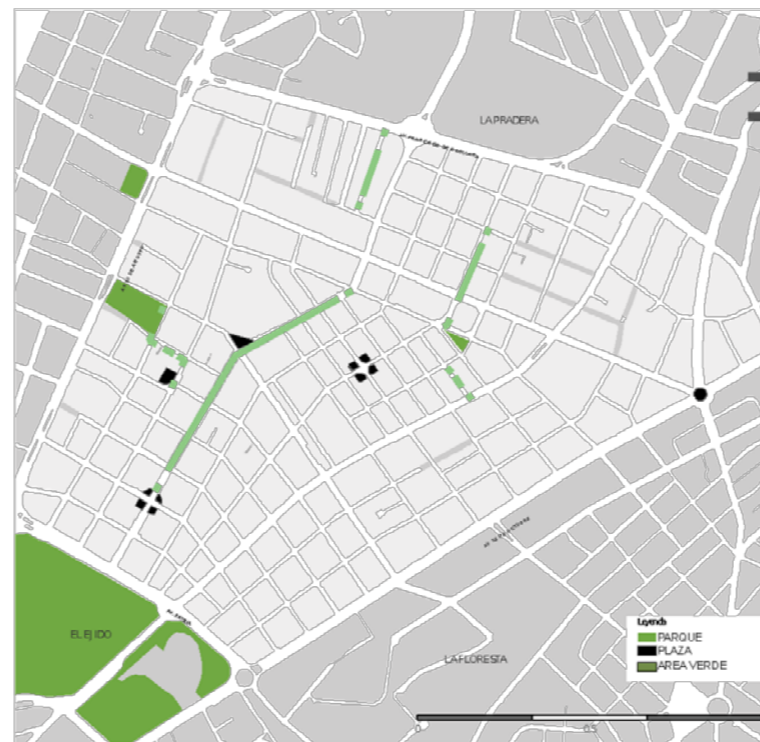 LA PRADERA
EL EJIDO
LA FLORESTA
Leyenda
PARQUE
PLAZA
AREA VERDE
0
0.5